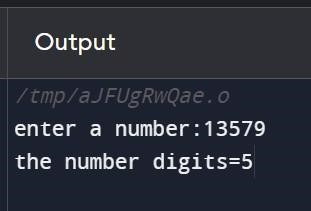 Output
/tmp/aJFUgRwQae.o
enter a number:13579
the number digits=5